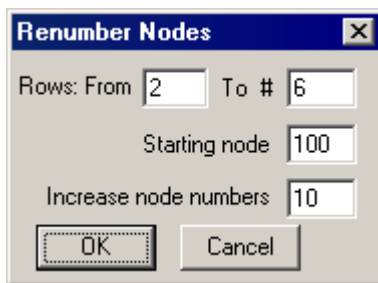 Renumber Nodes
Rows: From 2 To # 6
Starting node 100
Increase node numbers 10
OK Cancel